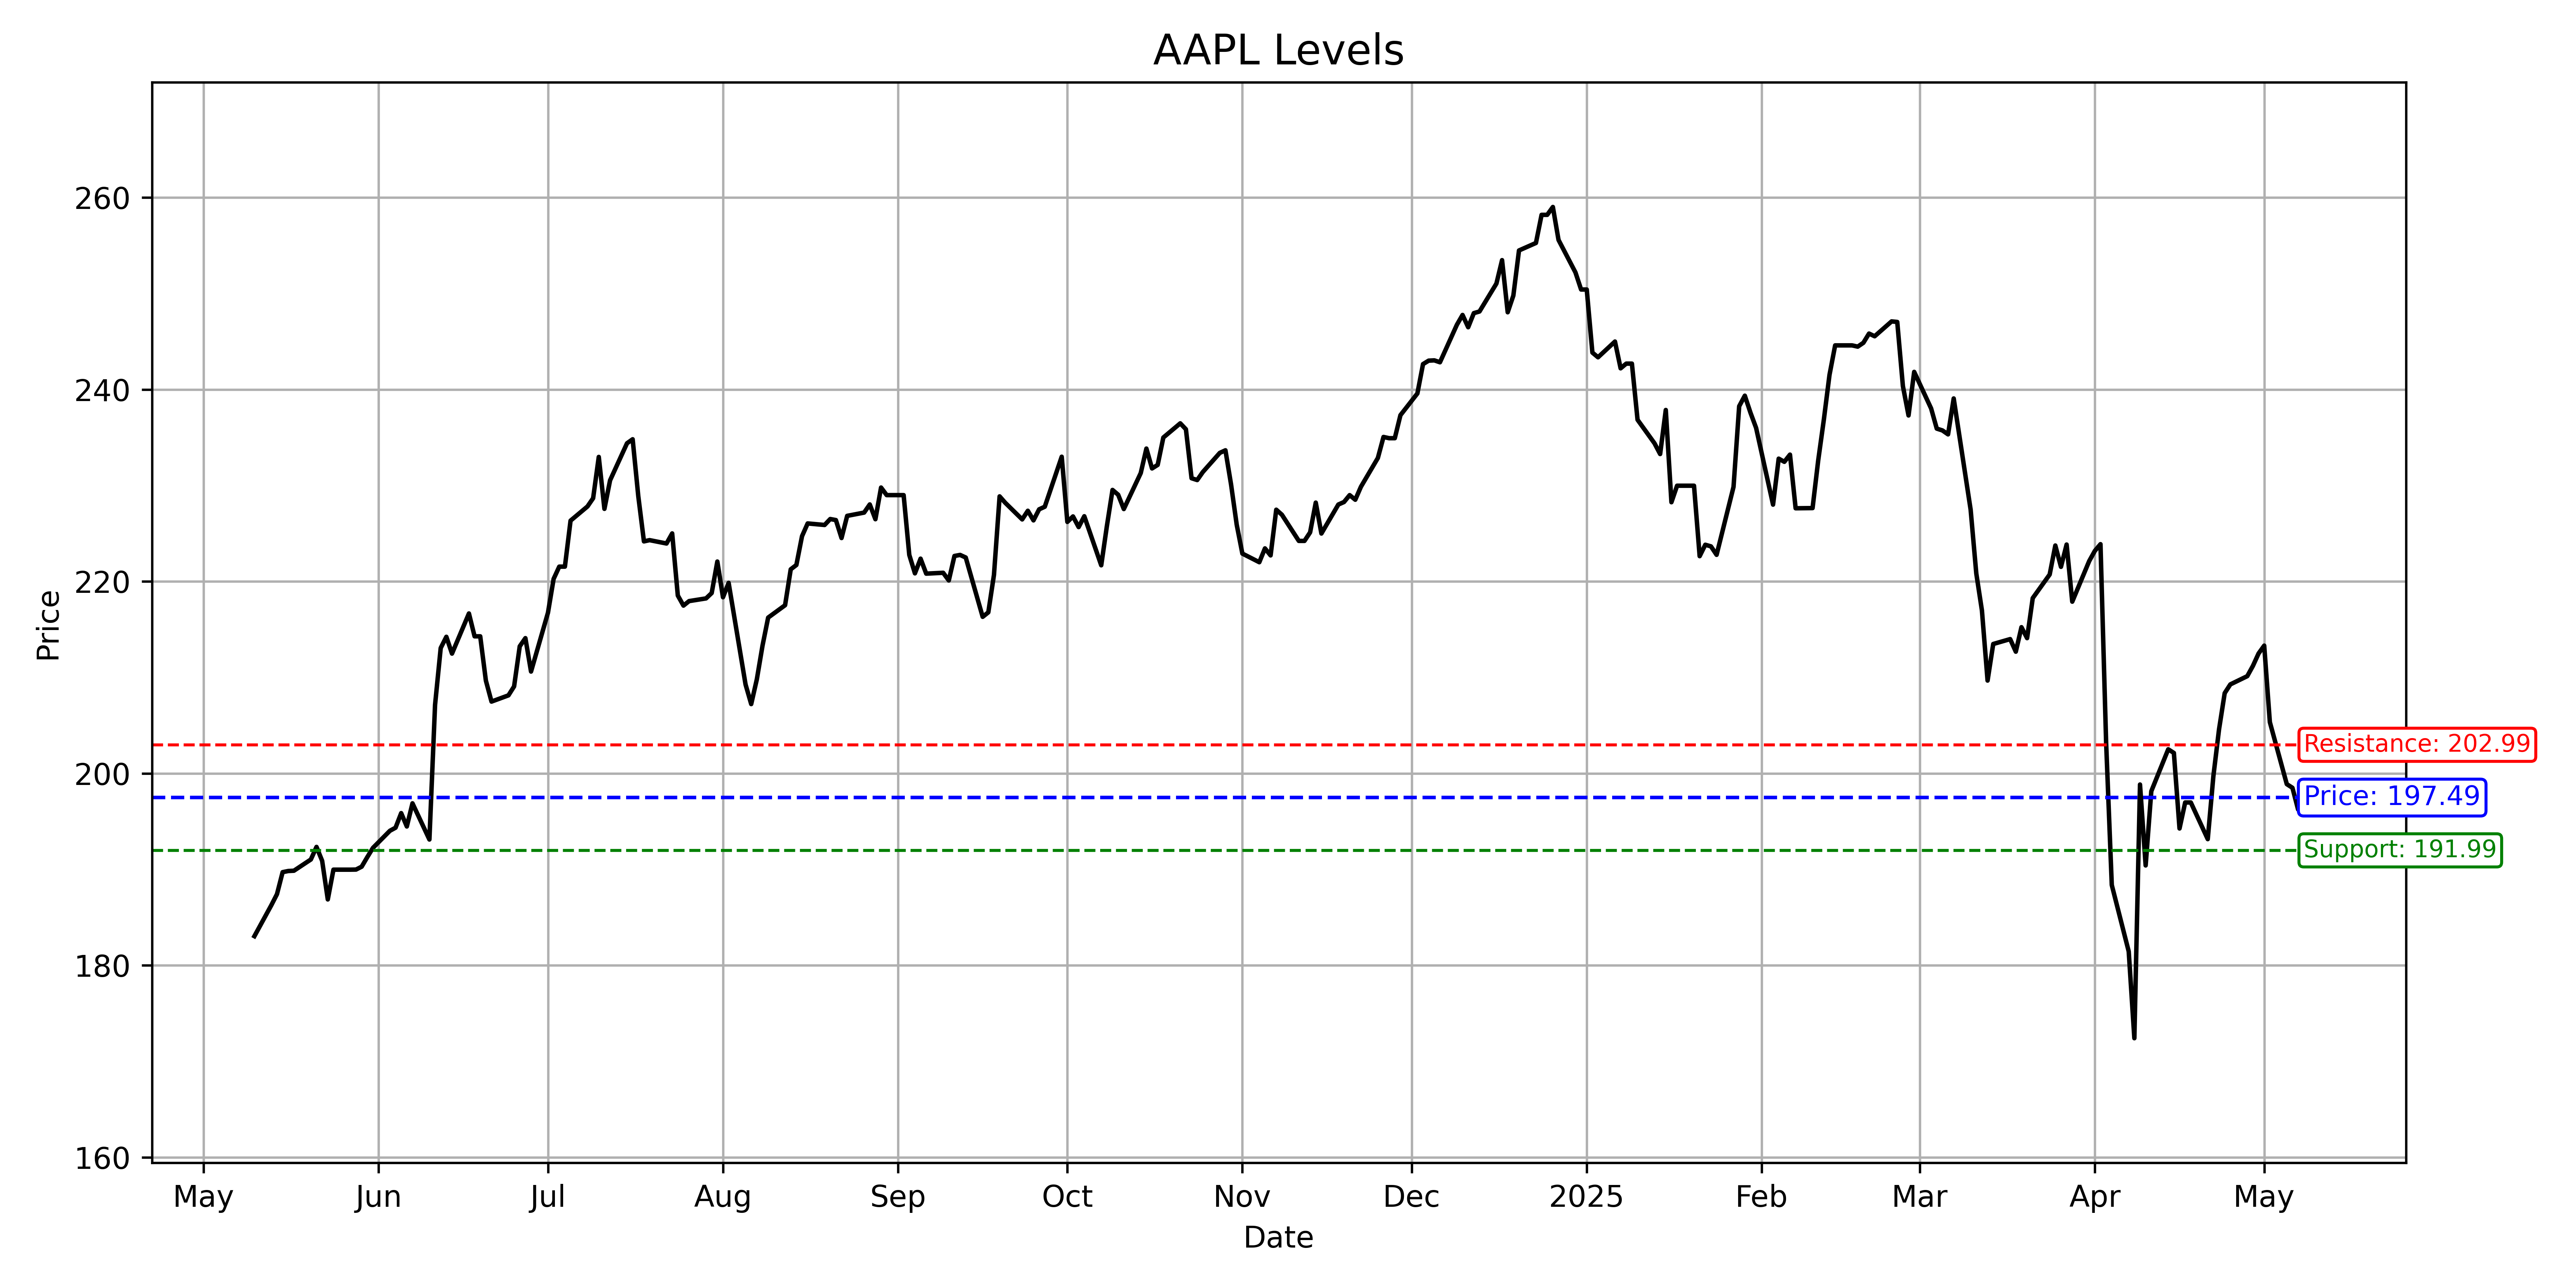 AAPL Levels
Price
260
240
220
200
180
160
Resistance: 202.99
Price: 197.49
Support: 191.99
May Jun Jul Aug Sep Oct Nov Dec 2025 Feb Mar Apr May
Date